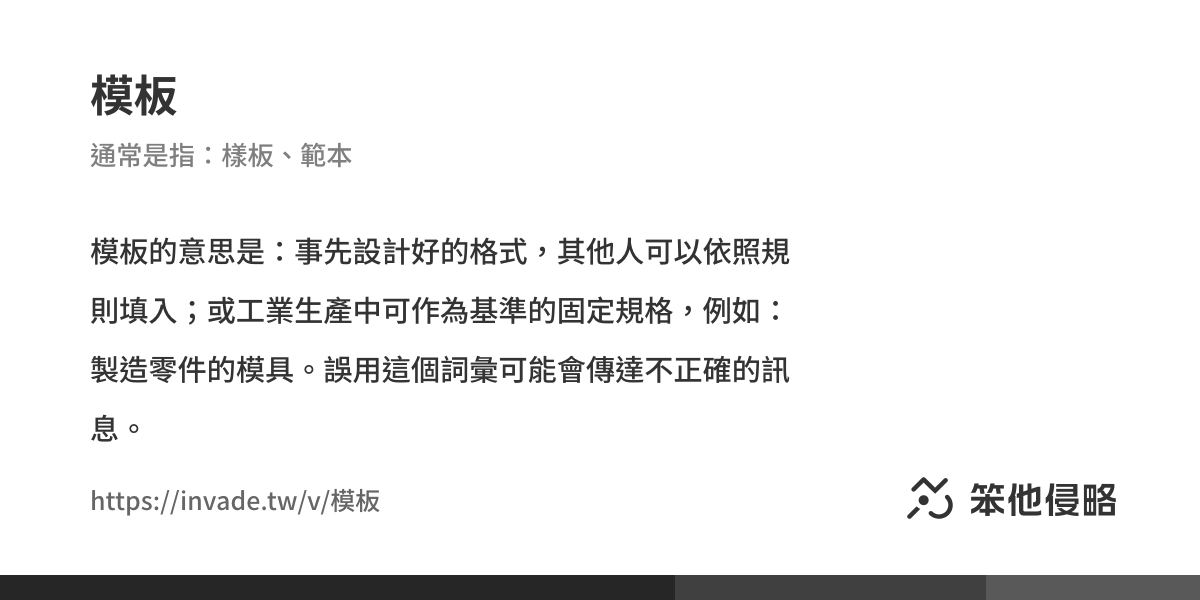 模板
通常是指：樣板、範本
模板的意思是：事先設計好的格式，其他人可以依照規
則填入；或工業生產中可作為基準的固定規格，例如：
製造零件的模具。誤用這個詞彙可能會傳達不正確的訊
息。
https://invade.tw/v/模板
笨他侵略